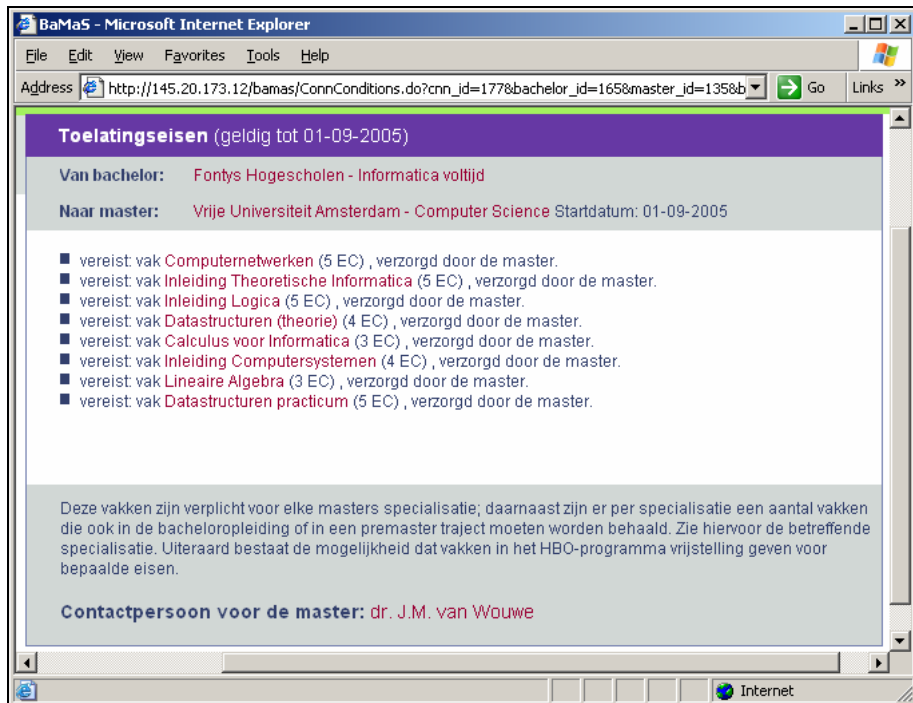 BaMaS - Microsoft Internet Explorer
File Edit View Favorites Tools Help
Address http://145.20.173.12/bamas/ConnConditions.do?cnn_id=177&bachelor_id=165&master_id=135&b Go Links »
Toelatingseisen (geldig tot 01-09-2005)
Van bachelor: Fontys Hogescholen - Informatica voltijd
Naar master: Vrije Universiteit Amsterdam - Computer Science Startdatum: 01-09-2005
vereist: vak Computernetwerken (5 EC) , verzorgd door de master.
vereist: vak Inleiding Theoretische Informatica (5 EC) , verzorgd door de master.
vereist: vak Inleiding Logica (5 EC) , verzorgd door de master.
vereist: vak Datastructuren (theorie) (4 EC) , verzorgd door de master.
vereist: vak Calculus voor Informatica (3 EC) , verzorgd door de master.
vereist: vak Inleiding Computersystemen (4 EC) , verzorgd door de master.
vereist: vak Lineaire Algebra (3 EC) , verzorgd door de master.
vereist: vak Datastructuren practicum (5 EC) , verzorgd door de master.
Deze vakken zijn verplicht voor elke masters specialisatie; daarnaast zijn er per specialisatie een aantal vakken
die ook in de bacheloropleiding of in een premaster traject moeten worden behaald. Zie hiervoor de betreffende
specialisatie. Uiteraard bestaat de mogelijkheid dat vakken in het HBO-programma vrijstelling geven voor
bepaalde eisen.
Contactpersoon voor de master: dr. J.M. van Wouwe
Internet